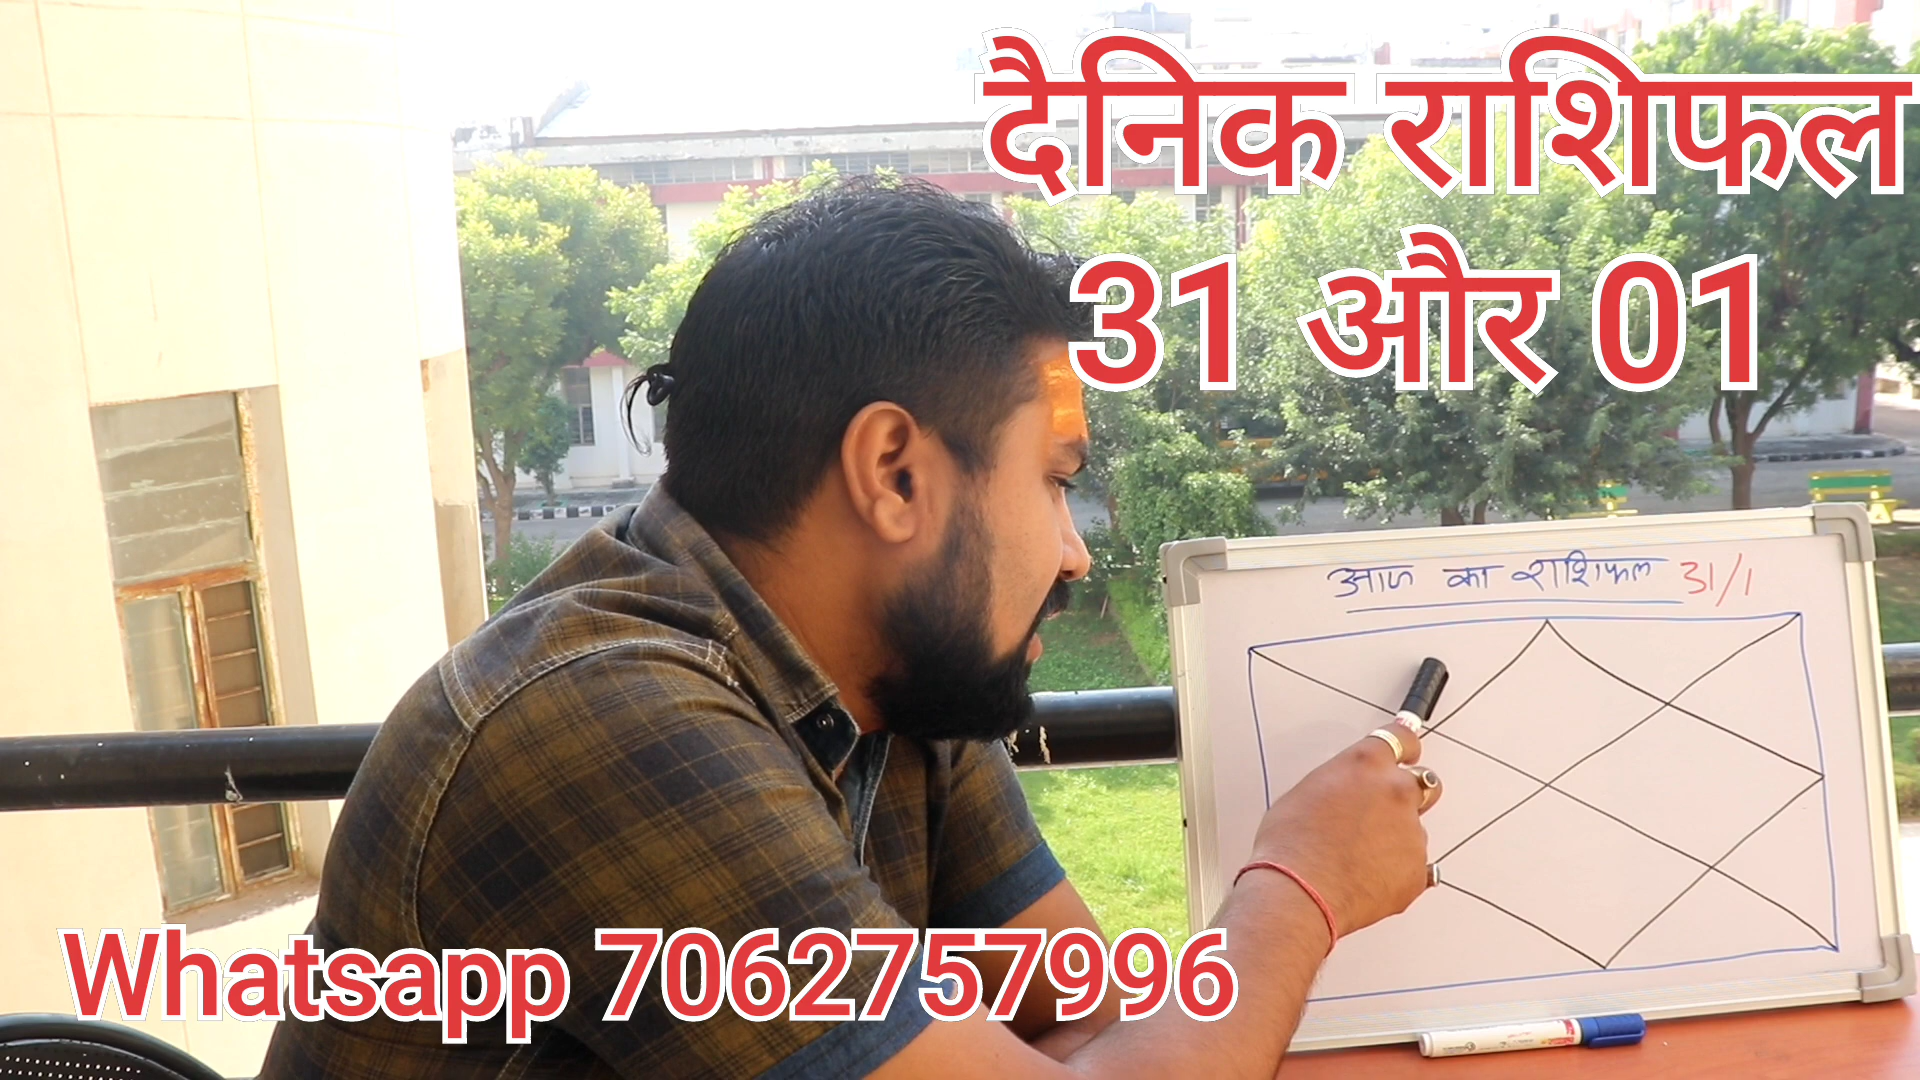 दैनिक राशिफल
31 और 01
आज का राशिफल 31/1
Whatsapp 7062757996